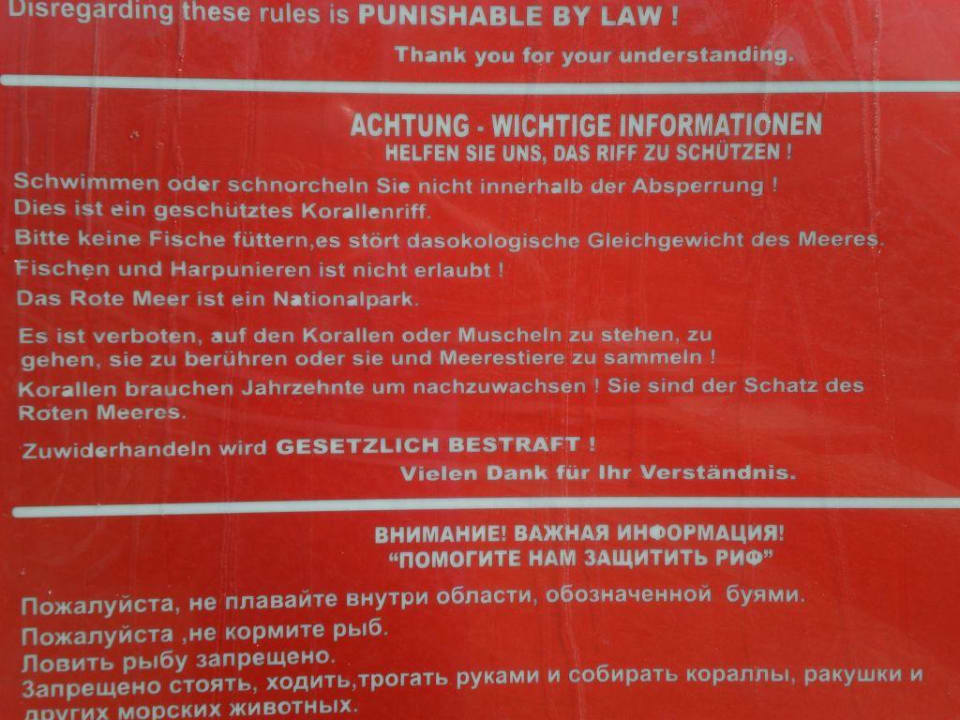 Disregarding these rules is PUNISHABLE BY LAW !
Thank you for your understanding.
ACHTUNG - WICHTIGE INFORMATIONEN
HELFEN SIE UNS, DAS RIFF ZU SCHÜTZEN !
Schwimmen oder schnorcheln Sie nicht innerhalb der Absperrung !
Dies ist ein geschütztes Korallenriff.
Bitte keine Fische füttern,es stört dasokologische Gleichgewicht des Meeres.
Fischen und Harpunieren ist nicht erlaubt !
Das Rote Meer ist ein Nationalpark.
Es ist verboten, auf den Korallen oder Muscheln zu stehen, zu
gehen, sie zu berühren oder sie und Meerestiere zu sammeln !
Korallen brauchen Jahrzehnte um nachzuwachsen ! Sie sind der Schatz des
Roten Meeres.
Zuwiderhandeln wird GESETZLICH BESTRAFT !
Vielen Dank für Ihr Verständnis.
ВНИМАНИЕ! ВАЖНАЯ ИНФОРМАЦИЯ!
“ПОМОГИТЕ НАМ ЗАЩИТИТЬ РИФ”
Пожалуйста, не плавайте внутри области, обозначенной буями.
Пожалуйста ,не кормите рыб.
Ловить рыбу запрещено.
Запрещено стоять, ходить,трогать руками и собирать кораллы, ракушки и
других морских животных.